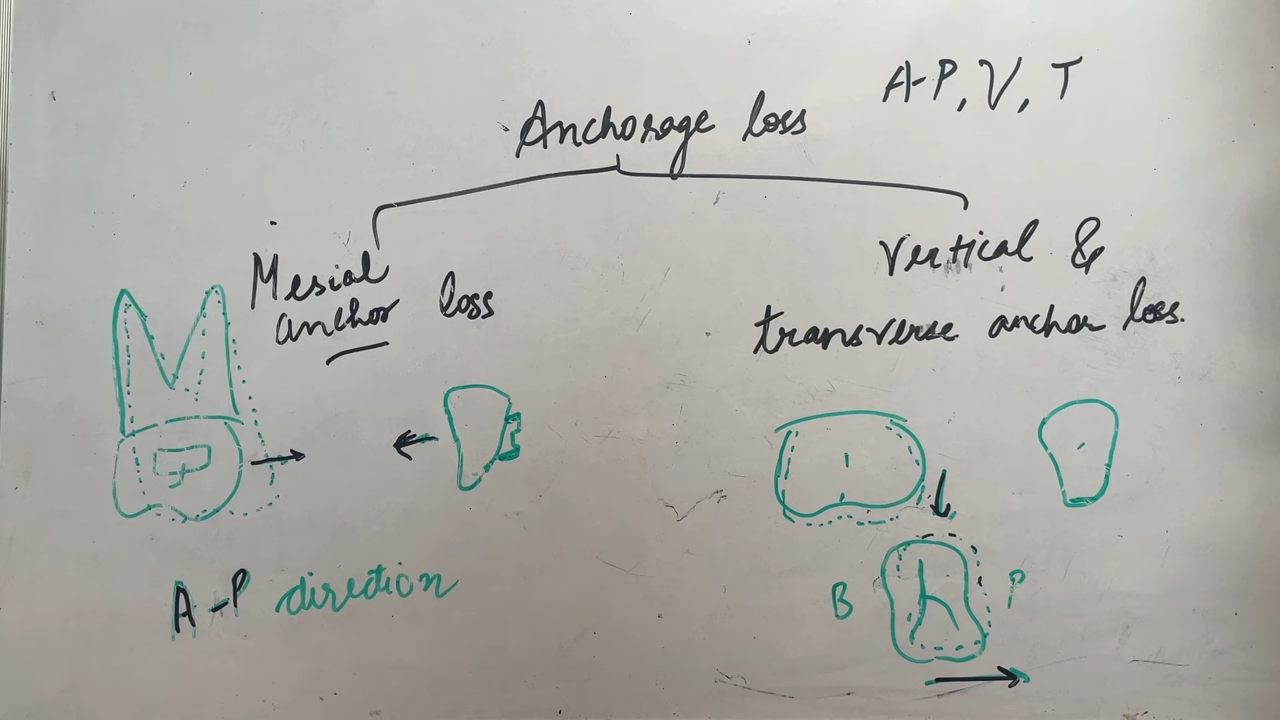 A-P, V, T
Anchorage loss
Mesial
anchor loss
Vertical &
transverse anchor loss.
A-P direction
B
P